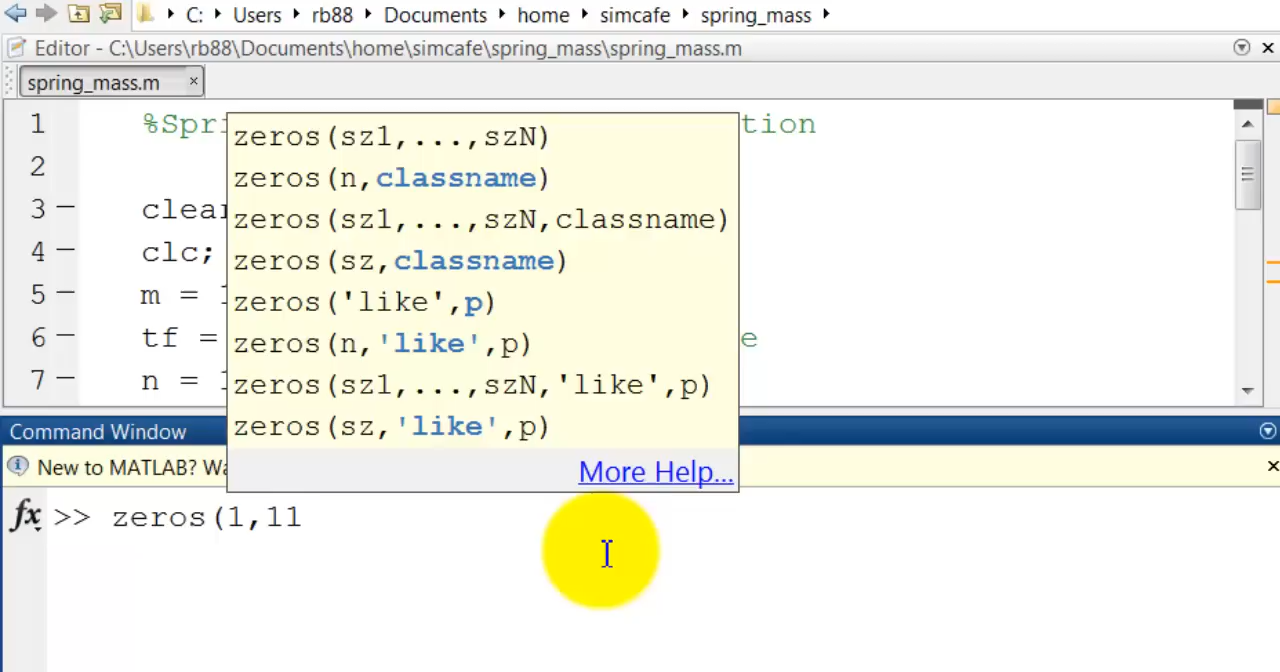 C: Users rb88 Documents home simcafe spring_mass
Editor - C:\Users\rb88\Documents\home\simcafe\spring_mass\spring_mass.m
spring_mass.m ×
1 %Spri tion
2
3 clear
4 clc;
5 m =
6 tf = e
7 n =
zeros(sz1,...,szN)
zeros(n,classname)
zeros(sz1,...,szN,classname)
zeros(sz,classname)
zeros('like',p)
zeros(n,'like',p)
zeros(sz1,...,szN,'like',p)
zeros(sz,'like',p)
More Help...
Command Window
New to MATLAB? Wa
fx >> zeros(1,11